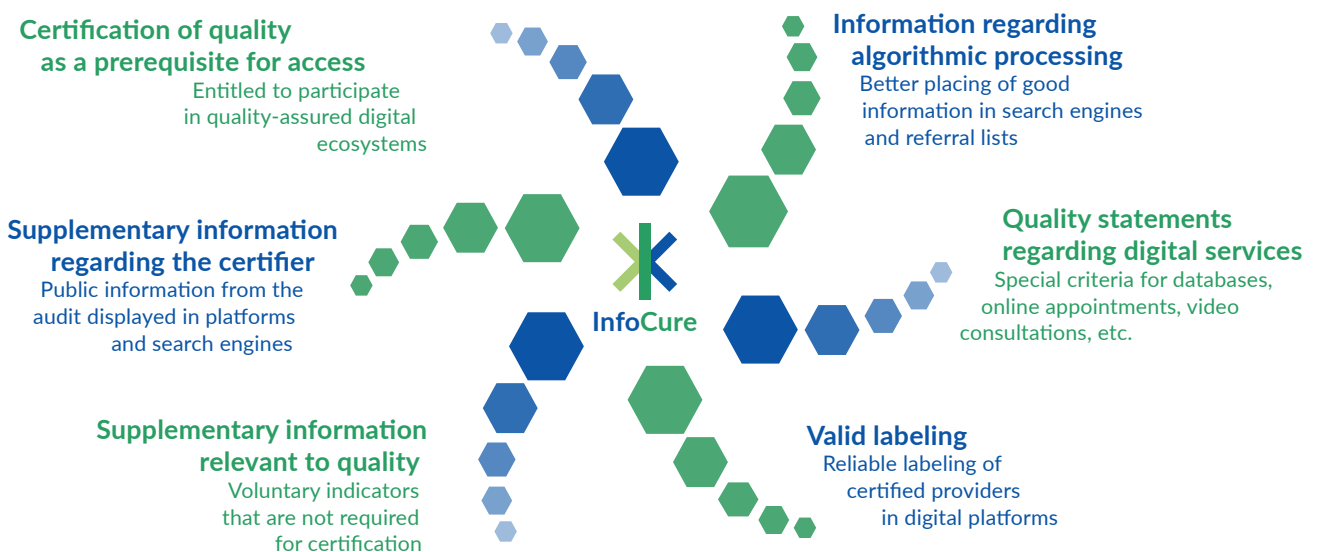 Certification of quality
as a prerequisite for access
Entitled to participate
in quality-assured digital
ecosystems
Information regarding
algorithmic processing
Better placing of good
information in search engines
and referral lists
Supplementary information
regarding the certifier
Public information from the
audit displayed in platforms
and search engines
InfoCure
Quality statements
regarding digital services
Special criteria for databases,
online appointments, video
consultations, etc.
Supplementary information
relevant to quality
Voluntary indicators
that are not required
for certification
Valid labeling
Reliable labeling of
certified providers
in digital platforms